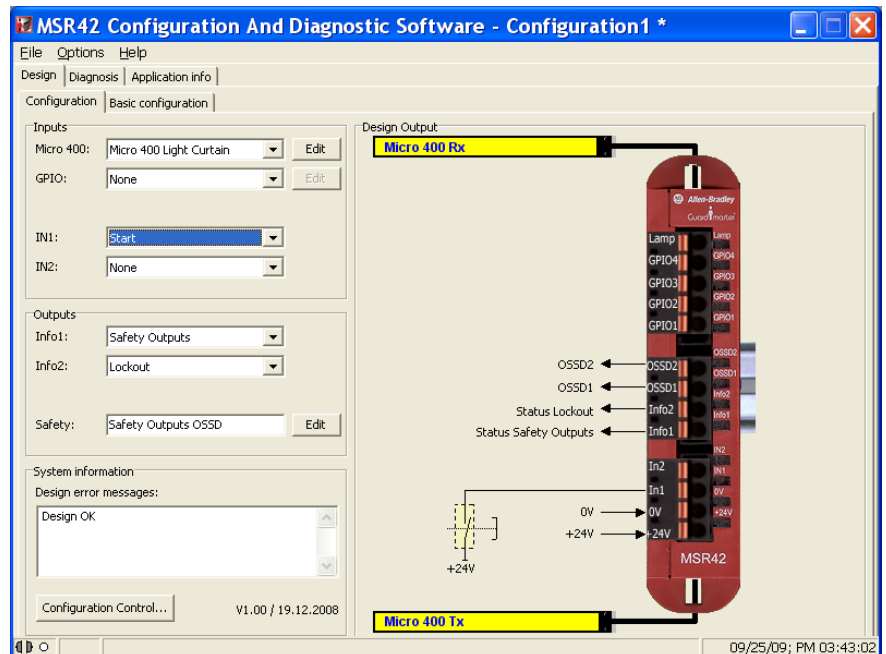 MSR42 Configuration And Diagnostic Software - Configuration1 *
File Options Help
Design Diagnosis Application info
Configuration Basic configuration
Inputs
Micro 400: Micro 400 Light Curtain Edit
GPIO: None Edit
IN1: Start
IN2: None
Outputs
Info1: Safety Outputs
Info2: Lockout
Safety: Safety Outputs OSSD Edit
System information
Design error messages:
Design OK
Configuration Control... V1.00 / 19.12.2008
Design Output
Micro 400 Rx
Allen-Bradley
Guardmaster
Lamp Lamp
GPIO4 GPIO4
GPIO3 GPIO3
GPIO2 GPIO2
GPIO1 GPIO1
OSSD2 OSSD2 OSSD2
OSSD1 OSSD1 OSSD1
Status Lockout Info2 Info2
Status Safety Outputs Info1 Info1
In2 IN2
In1 IN1
0V 0V 0V
+24V +24V +24V
+24V
MSR42
Micro 400 Tx
09/25/09; PM 03:43:02